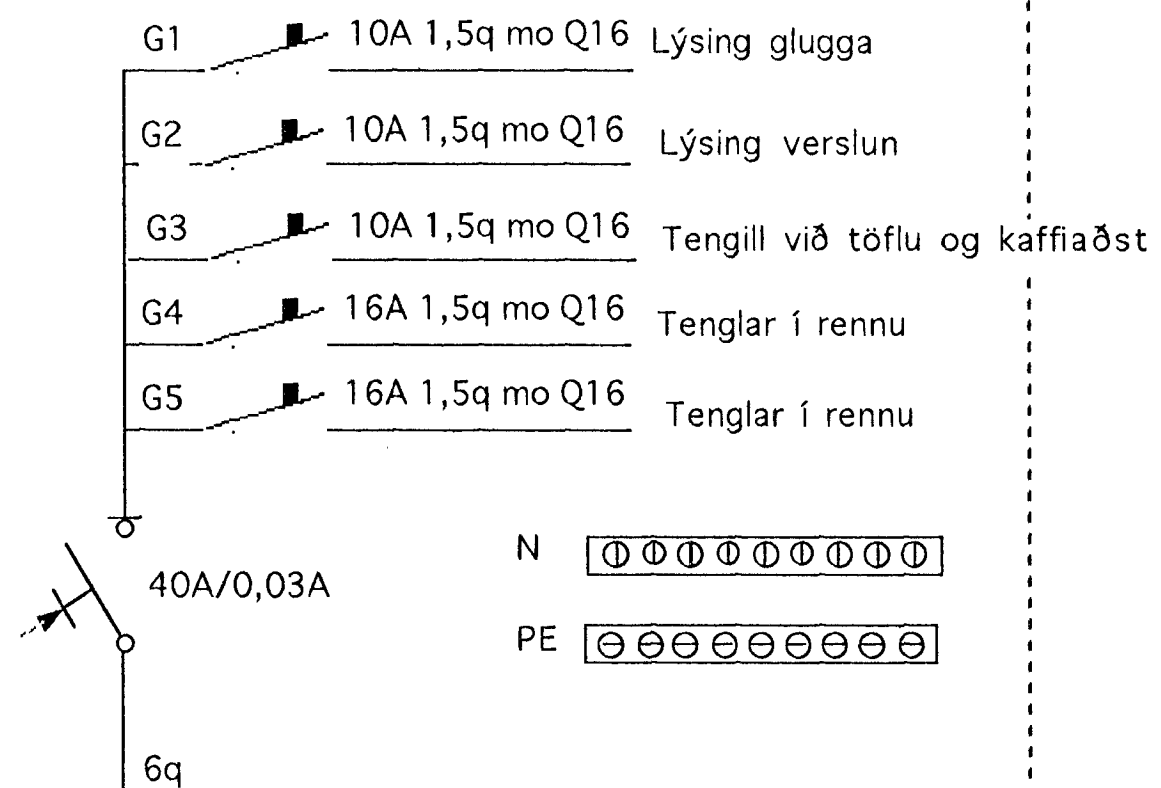 G1 10A 1,5q mo Q16 Lýsing glugga
G2 10A 1,5q mo Q16 Lýsing verslun
G3 10A 1,5q mo Q16 Tengill við töflu og kaffiaðst
G4 16A 1,5q mo Q16 Tenglar í rennu
G5 16A 1,5q mo Q16 Tenglar í rennu
N
40A/0,03A
PE
6q